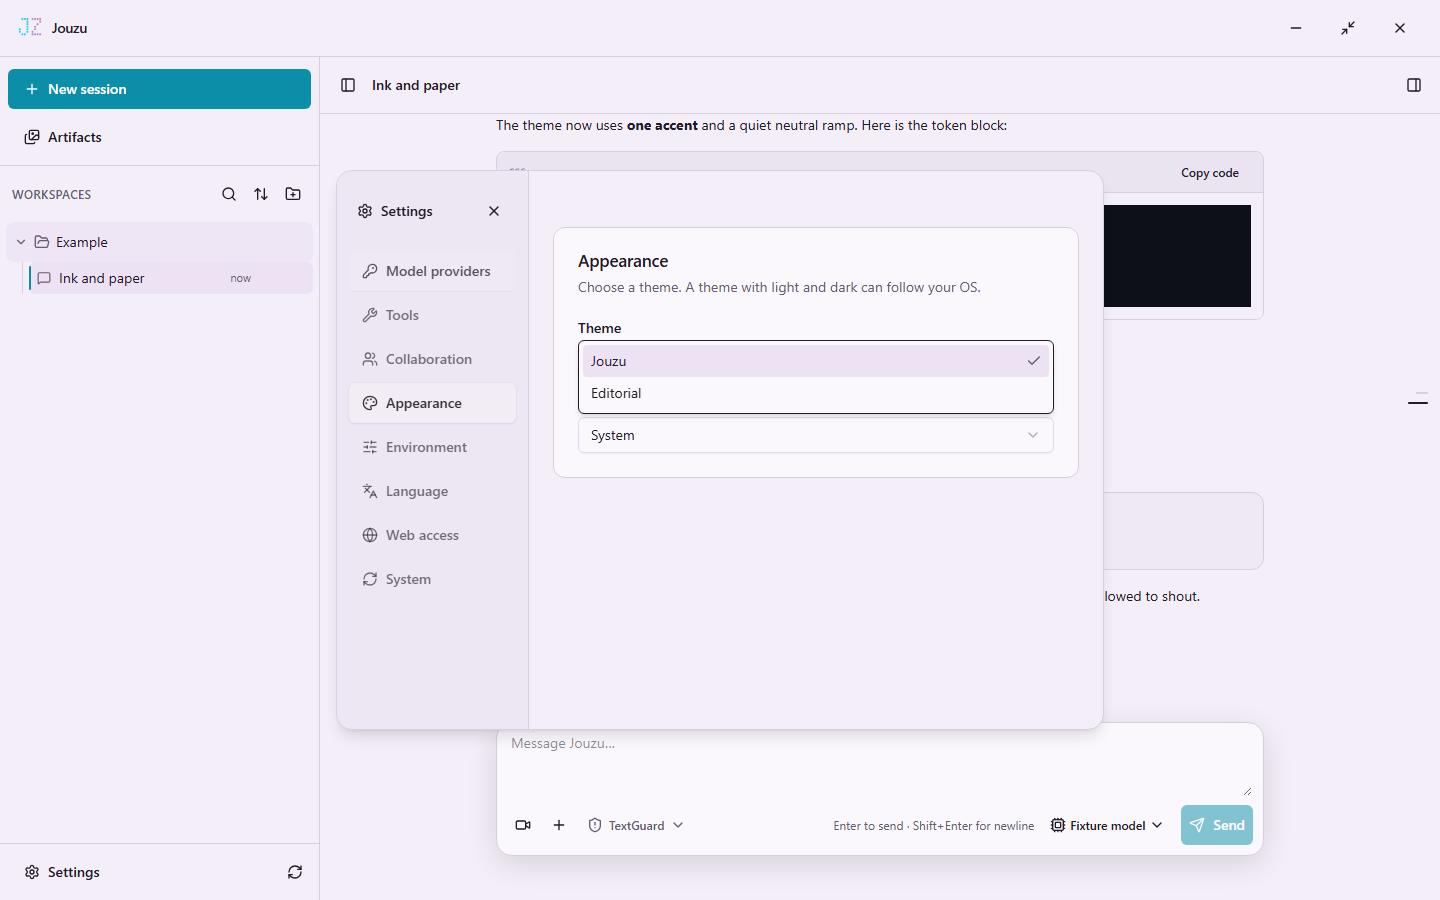 Jouzu
New session
Artifacts
WORKSPACES
Example
Ink and paper
now
Settings
Ink and paper
The theme now uses one accent and a quiet neutral ramp. Here is the token block:
Copy code
Settings
Model providers
Tools
Collaboration
Appearance
Environment
Language
Web access
System
Appearance
Choose a theme. A theme with light and dark can follow your OS.
Theme
Jouzu
Editorial
System
lowed to shout.
Message Jouzu...
TextGuard
Enter to send · Shift+Enter for newline
Fixture model
Send